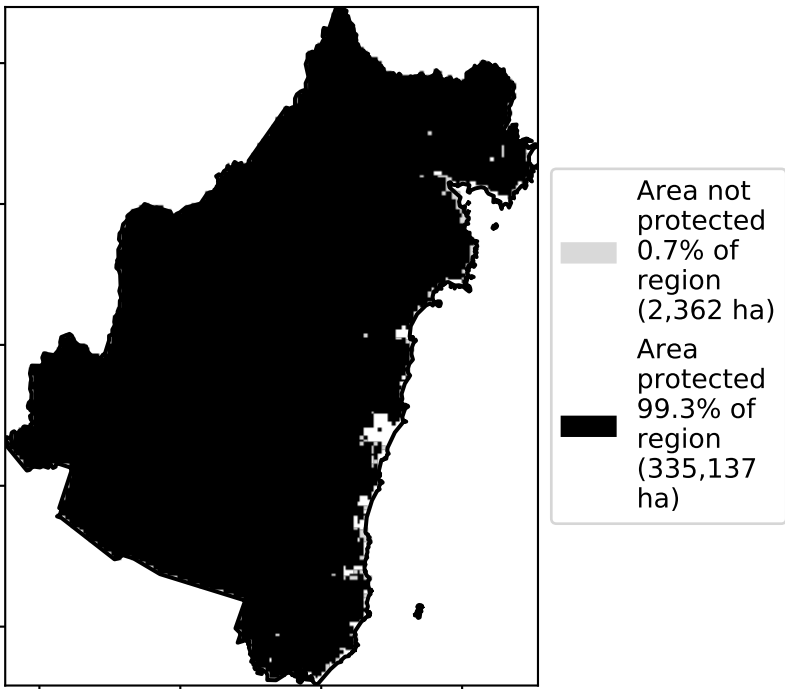 Area not
protected
0.7% of
region
(2,362 ha)
Area
protected
99.3% of
region
(335,137
ha)